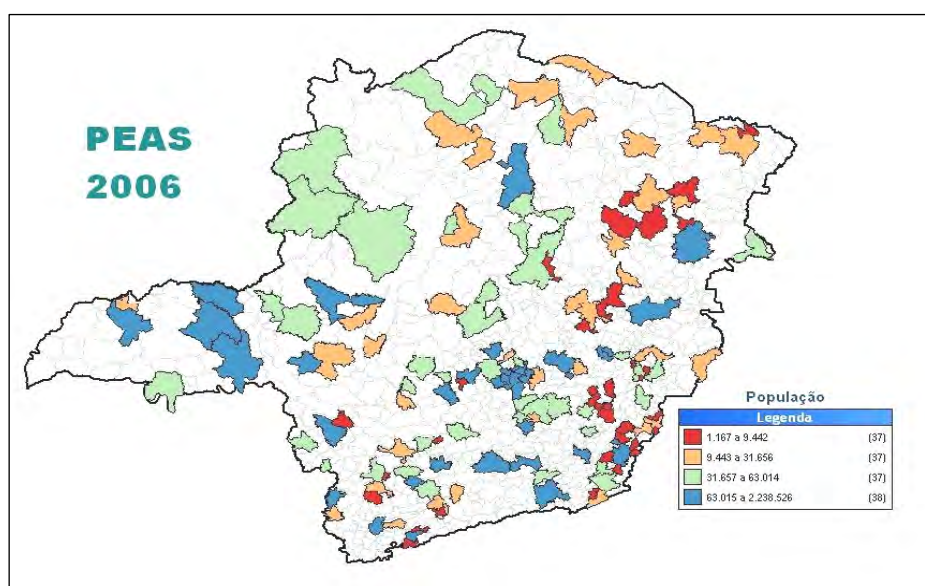 PEAS
2006
População
Legenda
1.167 a 9.442 (37)
9.443 a 31.656 (37)
31.657 a 63.014 (37)
63.015 a 2.238.526 (38)